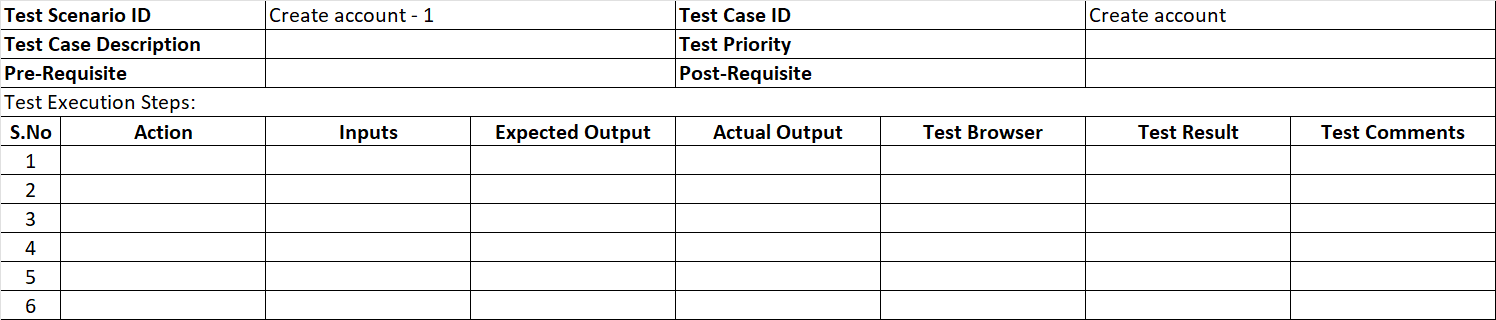 Test Scenario ID Create account - 1 Test Case ID Create account
Test Case Description Test Priority
Pre-Requisite Post-Requisite
Test Execution Steps:
S.No Action Inputs Expected Output Actual Output Test Browser Test Result Test Comments
1
2
3
4
5
6